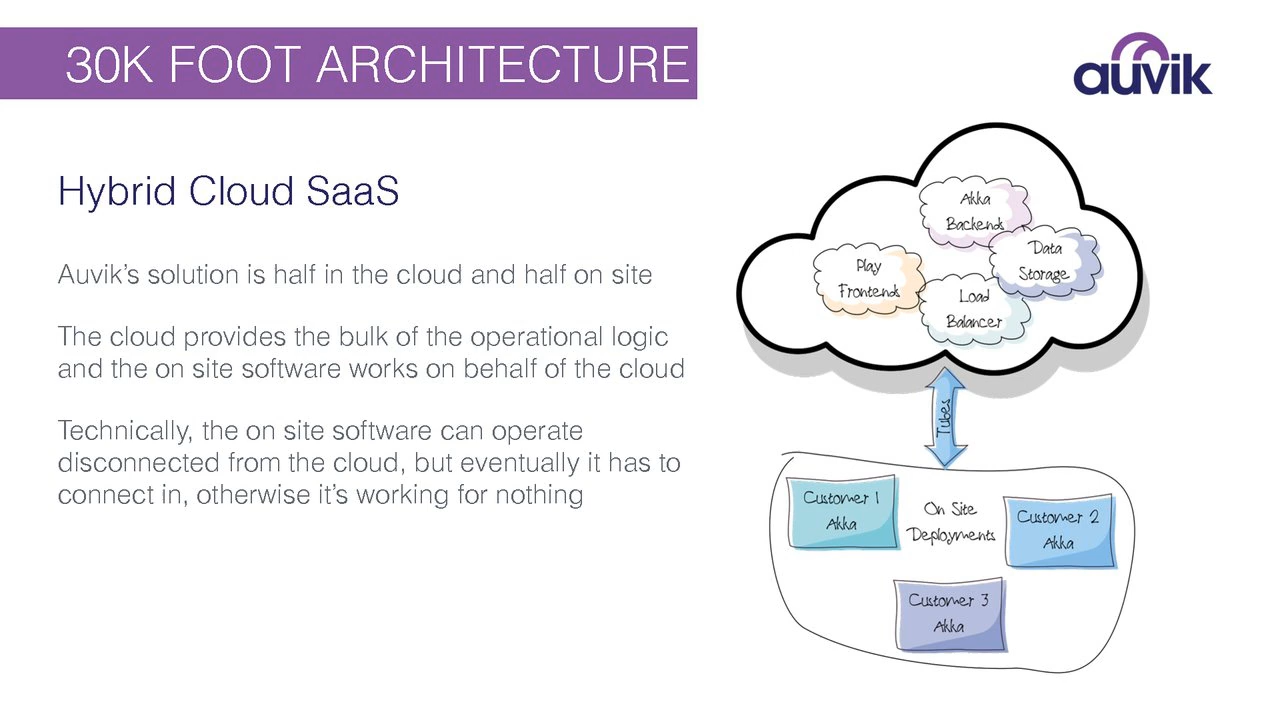 30K FOOT ARCHITECTURE
auvik
Hybrid Cloud SaaS
Auvik's solution is half in the cloud and half on site
The cloud provides the bulk of the operational logic
and the on site software works on behalf of the cloud
Technically, the on site software can operate
disconnected from the cloud, but eventually it has to
connect in, otherwise it's working for nothing
Akka
Backends
Data
Storage
Play
Frontends
Load
Balancer
Tubes
Customer 1
Akka
On Site
Deployments
Customer 2
Akka
Customer 3
Akka